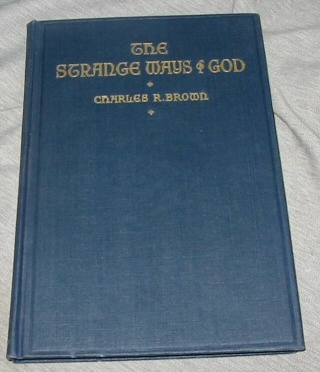 THE
STRANGE WAYS of GOD
CHARLES R. BROWN